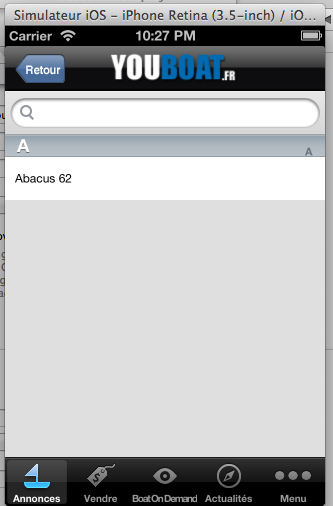 Simulateur iOS - iPhone Retina (3.5-inch) / iO...
Carrier 10:27 PM
Retour YOUBOAT.FR
A A
Abacus 62
Annonces Vendre BoatOnDemand Actualités Menu